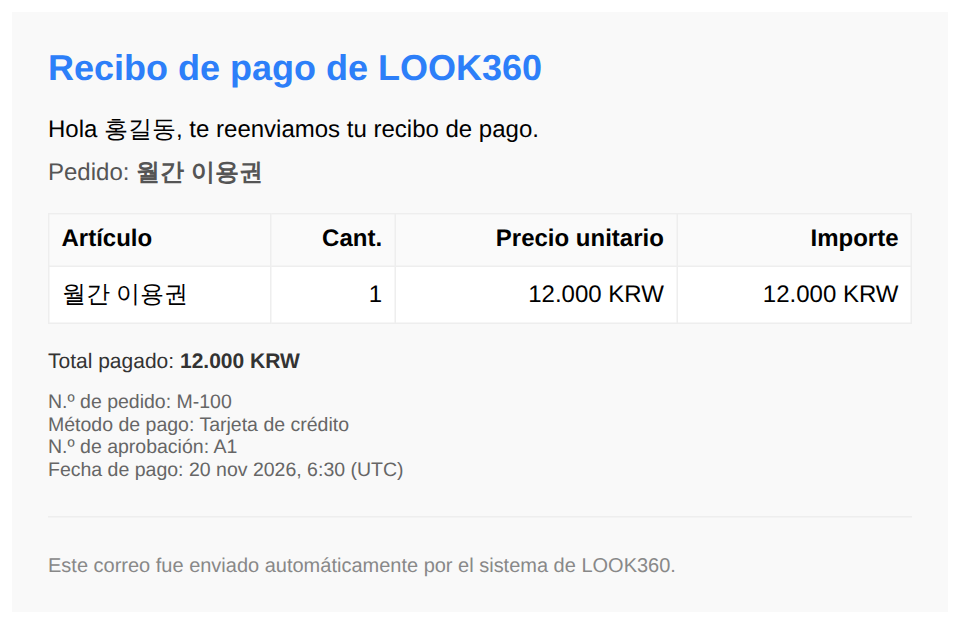 Recibo de pago de LOOK360
Hola 홍길동, te reenviamos tu recibo de pago.
Pedido: 월간 이용권
Artículo Cant. Precio unitario Importe
월간 이용권 1 12.000 KRW 12.000 KRW
Total pagado: 12.000 KRW
N.º de pedido: M-100
Método de pago: Tarjeta de crédito
N.º de aprobación: A1
Fecha de pago: 20 nov 2026, 6:30 (UTC)
Este correo fue enviado automáticamente por el sistema de LOOK360.